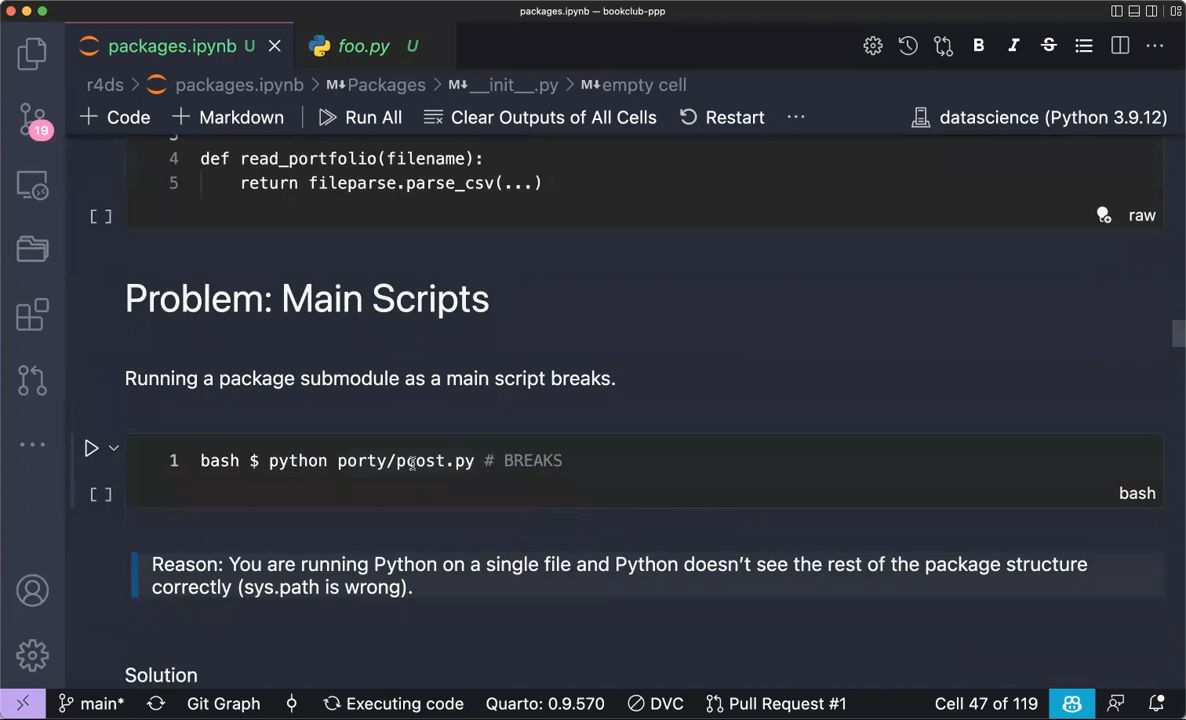 packages.ipynb — bookclub-ppp
packages.ipynb U foo.py U
r4ds > packages.ipynb > M↓Packages > M↓__init__.py > M↓empty cell
+ Code + Markdown Run All Clear Outputs of All Cells Restart ... datascience (Python 3.9.12)
4 def read_portfolio(filename):
5 return fileparse.parse_csv(...)
[ ] raw
Problem: Main Scripts
Running a package submodule as a main script breaks.
1 bash $ python porty/pcost.py # BREAKS
[ ] bash
Reason: You are running Python on a single file and Python doesn’t see the rest of the package structure
correctly (sys.path is wrong).
Solution
19
main* Git Graph Executing code Quarto: 0.9.570 DVC Pull Request #1 Cell 47 of 119